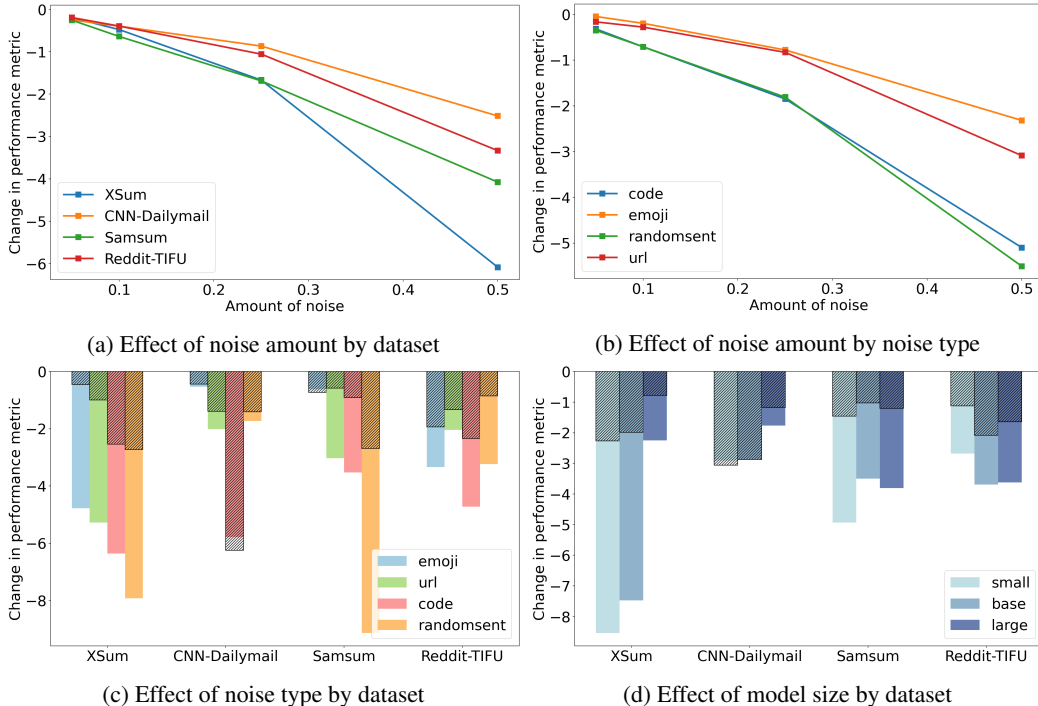 Change in performance metric
0
−1
−2
−3
−4
−5
−6
XSum
CNN-Dailymail
Samsum
Reddit-TIFU
0.1
0.2
0.3
0.4
0.5
Amount of noise
(a) Effect of noise amount by dataset
Change in performance metric
0
−1
−2
−3
−4
−5
code
emoji
randomsent
url
0.1
0.2
0.3
0.4
0.5
Amount of noise
(b) Effect of noise amount by noise type
Change in performance metric
0
−2
−4
−6
−8
emoji
url
code
randomsent
XSum
CNN-Dailymail
Samsum
Reddit-TIFU
(c) Effect of noise type by dataset
Change in performance metric
0
−1
−2
−3
−4
−5
−6
−7
−8
small
base
large
XSum
CNN-Dailymail
Samsum
Reddit-TIFU
(d) Effect of model size by dataset